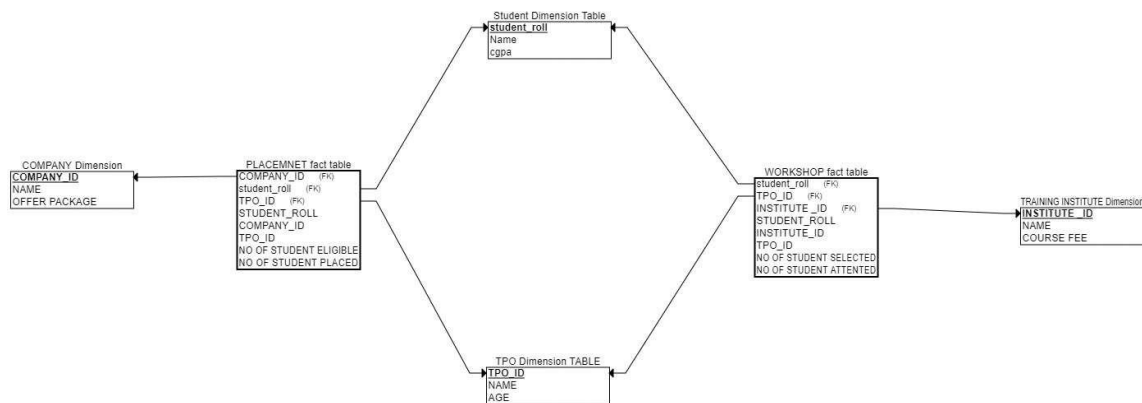 Student Dimension Table
student_roll
Name
cgpa
COMPANY Dimension
COMPANY_ID
NAME
OFFER PACKAGE
PLACEMNET fact table
COMPANY_ID (FK)
student_roll (FK)
TPO_ID (FK)
STUDENT_ROLL
COMPANY_ID
TPO_ID
NO OF STUDENT ELIGIBLE
NO OF STUDENT PLACED
WORKSHOP fact table
student_roll (FK)
TPO_ID (FK)
INSTITUTE _ID (FK)
STUDENT_ROLL
INSTITUTE_ID
TPO_ID
NO OF STUDENT SELECTED
NO OF STUDENT ATTENTED
TRAINING INSTITUTE Dimension
INSTITUTE _ID
NAME
COURSE FEE
TPO Dimension TABLE
TPO_ID
NAME
AGE